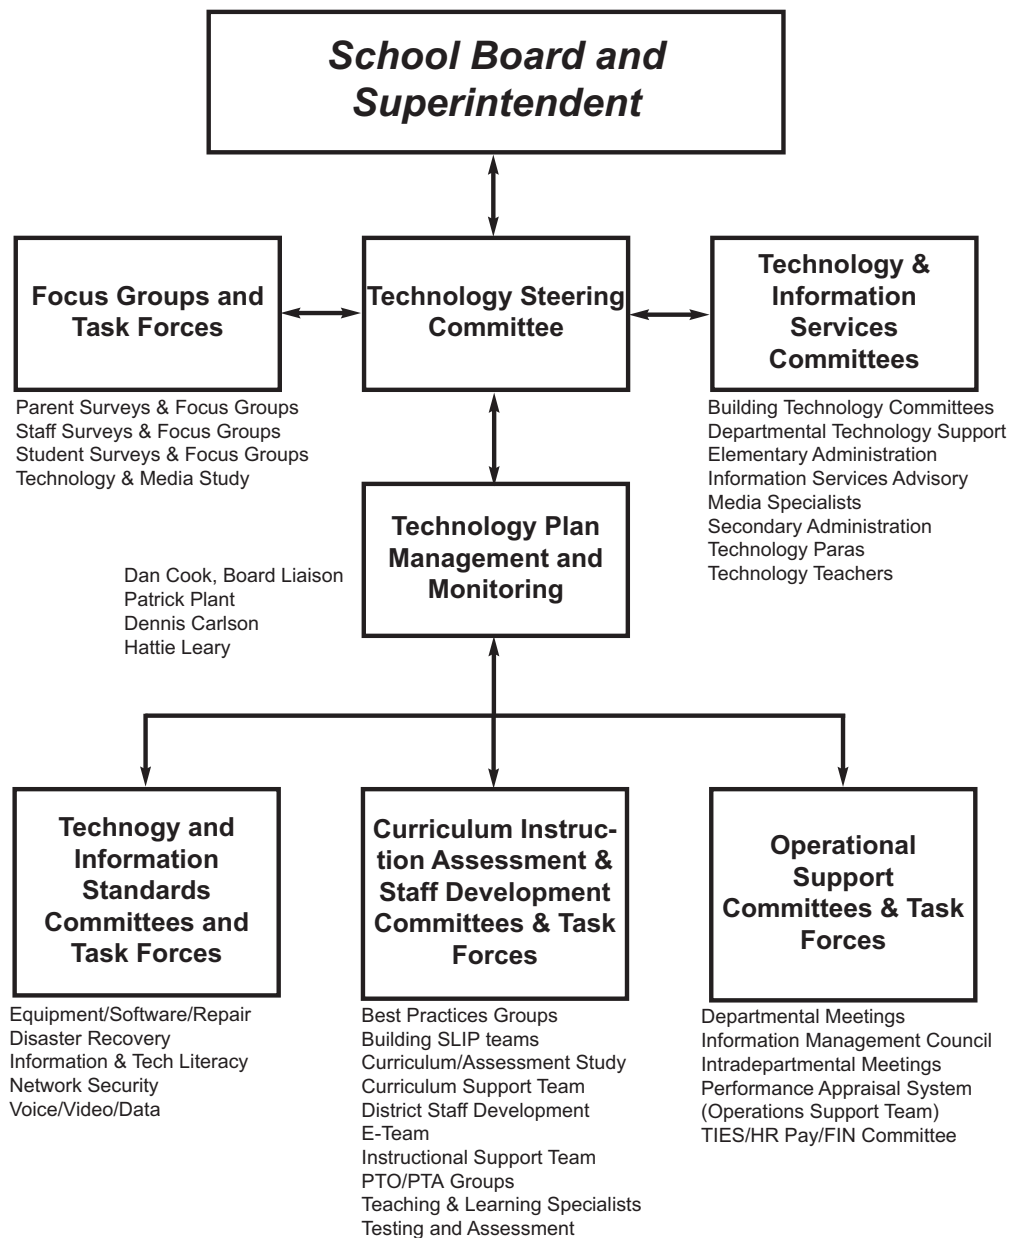 School Board and
Superintendent
Focus Groups and
Task Forces
Parent Surveys & Focus Groups
Staff Surveys & Focus Groups
Student Surveys & Focus Groups
Technology & Media Study
Technology Steering
Committee
Technology &
Information
Services
Committees
Building Technology Committees
Departmental Technology Support
Elementary Administration
Information Services Advisory
Media Specialists
Secondary Administration
Technology Paras
Technology Teachers
Dan Cook, Board Liaison
Patrick Plant
Dennis Carlson
Hattie Leary
Technology Plan
Management and
Monitoring
Technogy and
Information
Standards
Committees and
Task Forces
Equipment/Software/Repair
Disaster Recovery
Information & Tech Literacy
Network Security
Voice/Video/Data
Curriculum Instruc-
tion Assessment &
Staff Development
Committees & Task
Forces
Best Practices Groups
Building SLIP teams
Curriculum/Assessment Study
Curriculum Support Team
District Staff Development
E-Team
Instructional Support Team
PTO/PTA Groups
Teaching & Learning Specialists
Testing and Assessment
Operational
Support
Committees & Task
Forces
Departmental Meetings
Information Management Council
Intradepartmental Meetings
Performance Appraisal System
(Operations Support Team)
TIES/HR Pay/FIN Committee